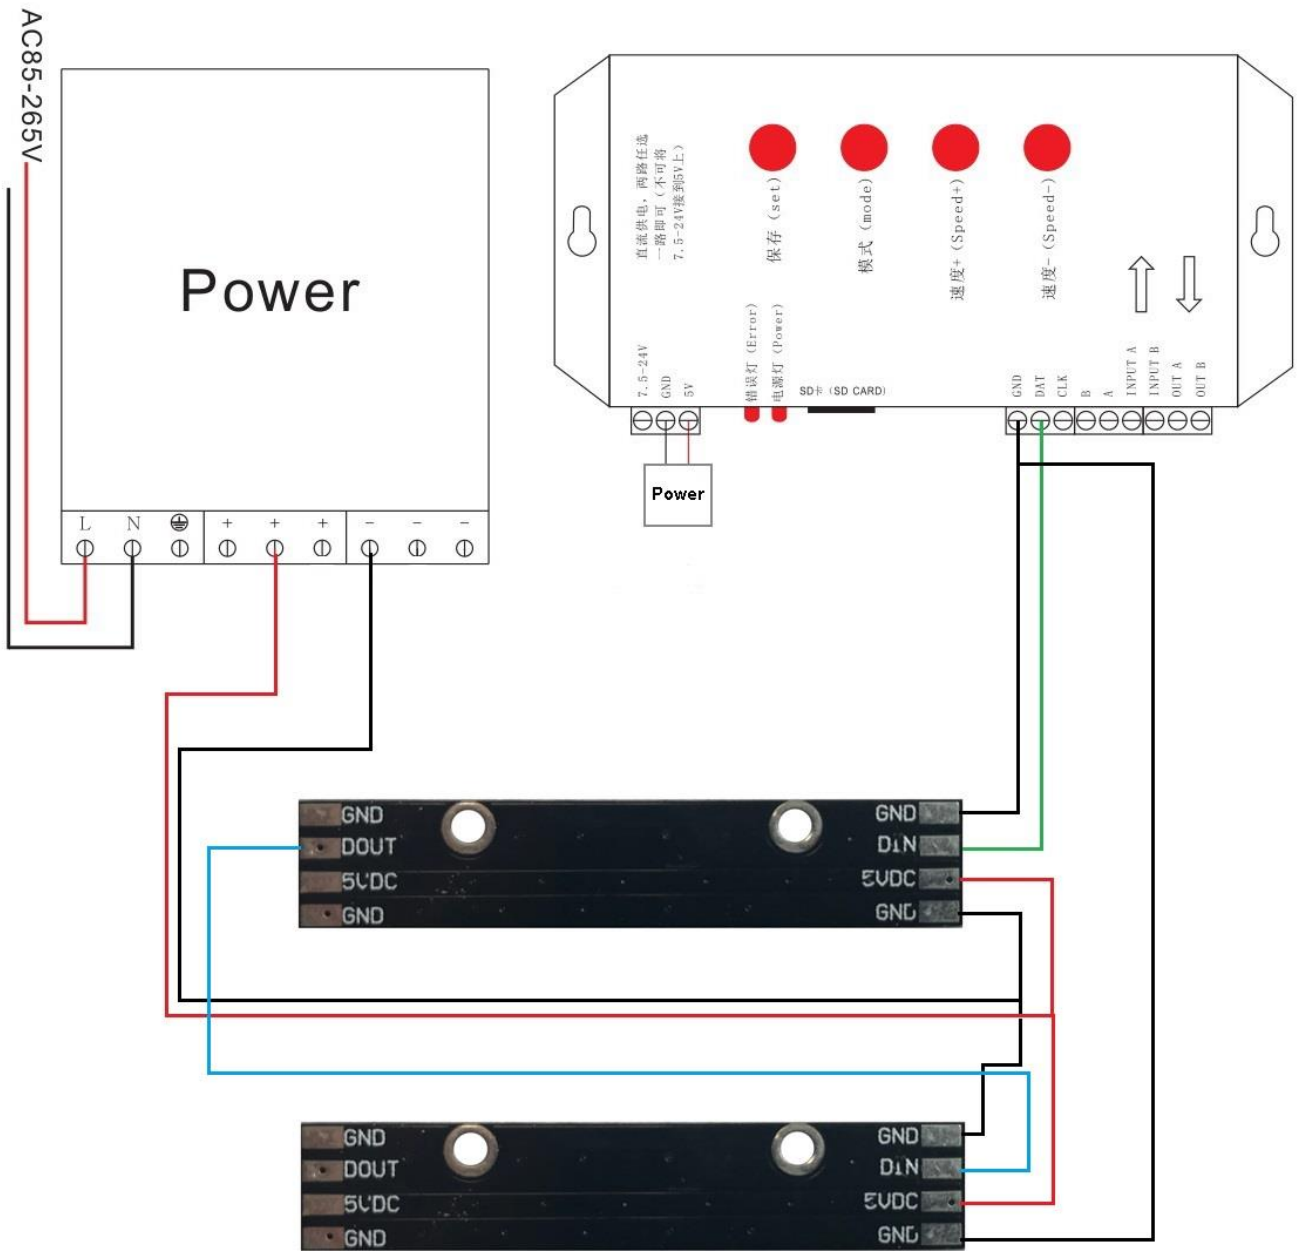 AC85-265V
Power
L N + + + - - -
直流供电，两路任选
一路即可（不可将
7.5-24V接到5V上）
保存（set）
模式（mode）
速度+（Speed+）
速度-（Speed-）
7.5-24V
GND
5V
错误灯（Error）
电源灯（Power）
SD卡（SD CARD）
GND
DAT
CLK
B
A
INPUT A
INPUT B
OUT A
OUT B
Power
GND GND
DOUT DIN
5VDC 5VDC
GND GND
GND GND
DOUT DIN
5VDC 5VDC
GND GND